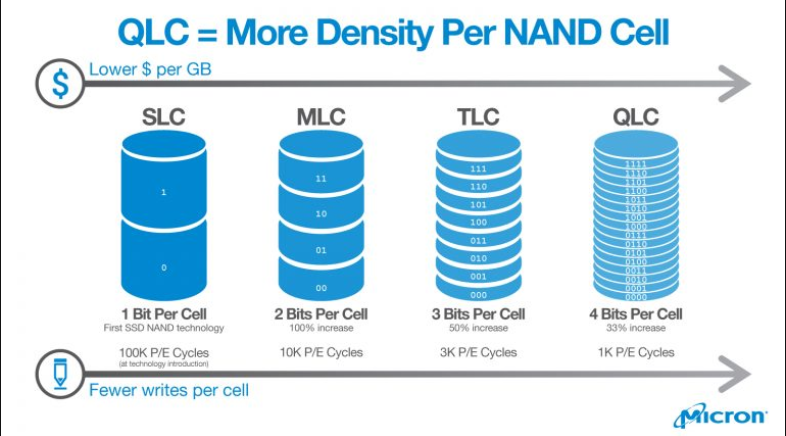 QLC = More Density Per NAND Cell
$
Lower $ per GB
SLC
MLC
TLC
QLC
1
0
11
10
01
00
111
110
101
100
011
010
001
000
1111
1110
1101
1100
1011
1010
1001
1000
0111
0110
0101
0100
0011
0010
0001
0000
1 Bit Per Cell
First SSD NAND technology
100K P/E Cycles
(at technology introduction)
2 Bits Per Cell
100% increase
10K P/E Cycles
3 Bits Per Cell
50% increase
3K P/E Cycles
4 Bits Per Cell
33% increase
1K P/E Cycles
Fewer writes per cell
Micron